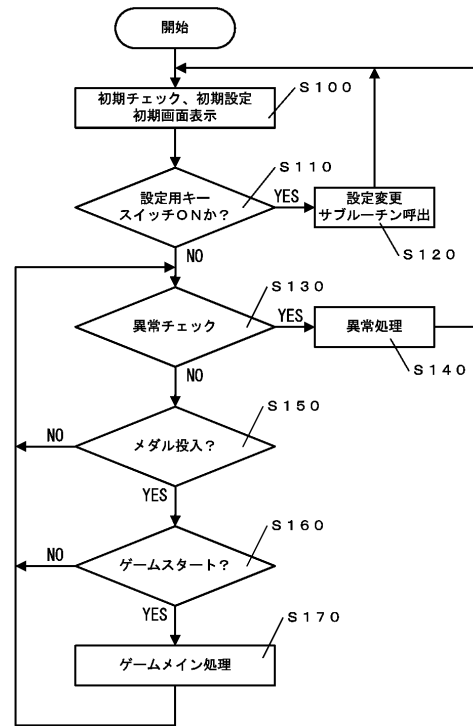 開始
初期チェック、初期設定
初期画面表示
S100
設定用キー
スイッチONか？
S110
YES
設定変更
サブルーチン呼出
S120
NO
S130
異常チェック
YES
異常処理
S140
NO
S150
メダル投入？
NO
YES
S160
ゲームスタート？
NO
YES
S170
ゲームメイン処理